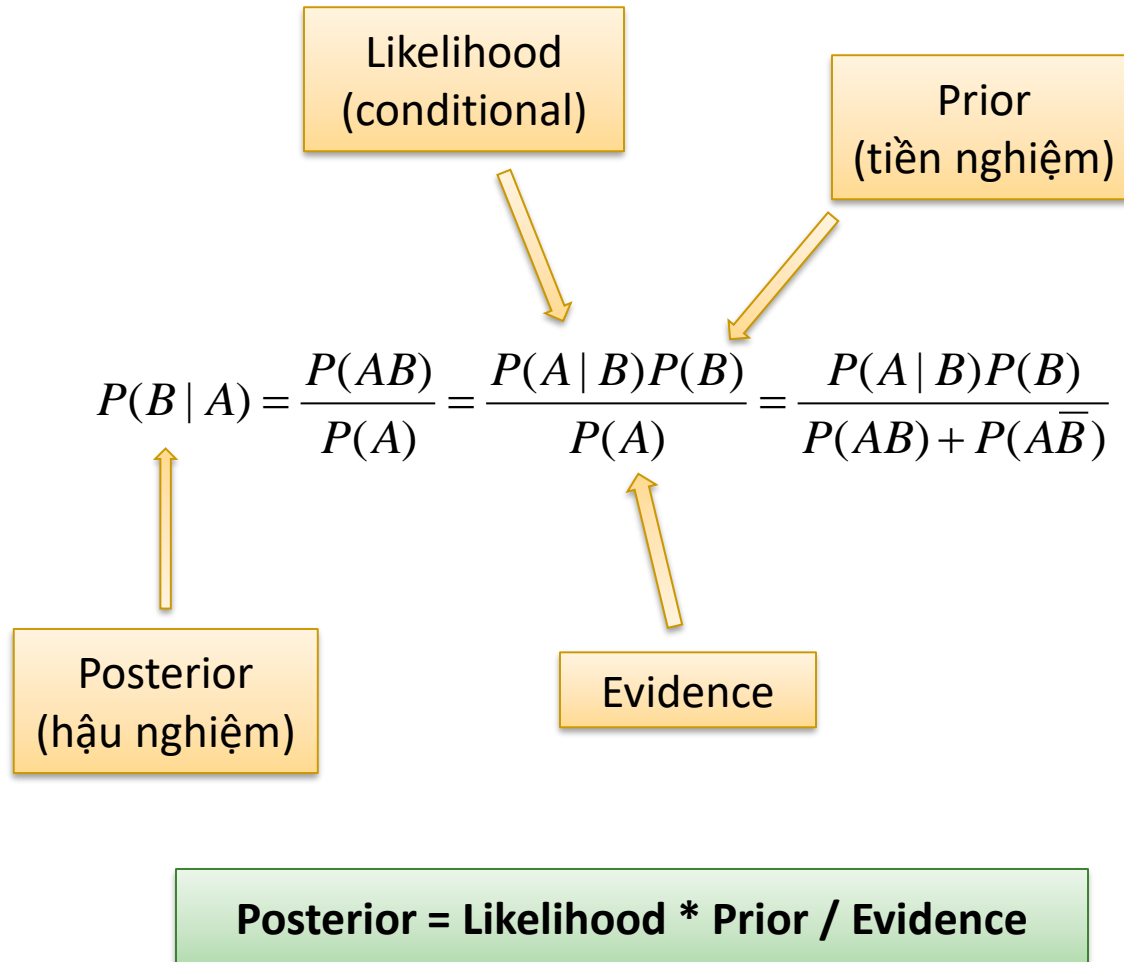 Likelihood
(conditional)
Prior
(tiền nghiệm)
P(B | A) = P(AB) / P(A) = P(A | B)P(B) / P(A) = P(A | B)P(B) / P(AB) + P(AB̅)
Posterior
(hậu nghiệm)
Evidence
Posterior = Likelihood * Prior / Evidence